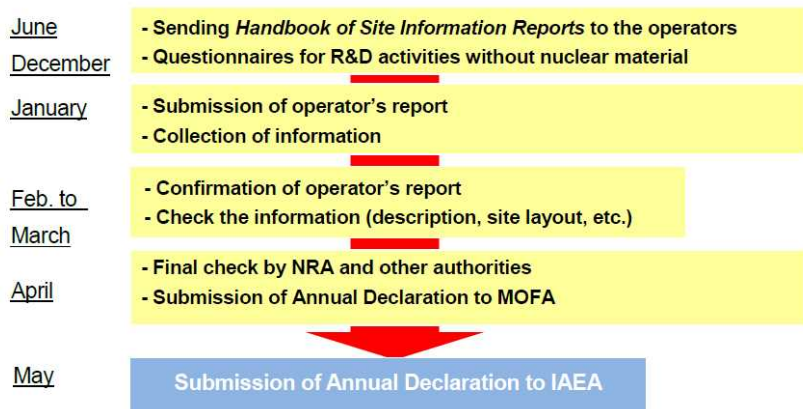 June
- Sending Handbook of Site Information Reports to the operators
December
- Questionnaires for R&D activities without nuclear material
January
- Submission of operator's report
- Collection of information
Feb. to
March
- Confirmation of operator's report
- Check the information (description, site layout, etc.)
April
- Final check by NRA and other authorities
- Submission of Annual Declaration to MOFA
May
Submission of Annual Declaration to IAEA